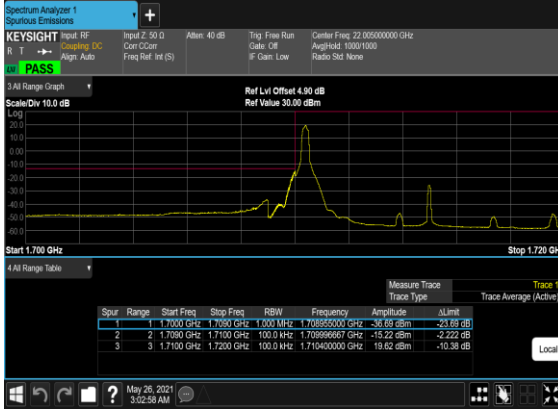 Spectrum Analyzer 1
Spurious Emissions
+
KEYSIGHT Input: RF Input Z: 50 Ω Atten: 40 dB Trig: Free Run Center Freq: 22.005000000 GHz
R T Coupling: DC Corr CCorr Gate: Off Avg|Hold: 1000/1000
Align: Auto Freq Ref: Int (S) IF Gain: Low Radio Std: None
PASS
3 All Range Graph
Ref Lvl Offset 4.90 dB
Scale/Div 10.0 dB Ref Value 30.00 dBm
Log
20.0
10.0
0.00
-10.0
-20.0
-30.0
-40.0
-50.0
-60.0
Start 1.700 GHz Stop 1.720 GH
4 All Range Table
Measure Trace Trace 1
Trace Type Trace Average (Active)
Spur Range Start Freq Stop Freq RBW Frequency Amplitude ΔLimit
1 1 1.7000 GHz 1.7090 GHz 1.000 MHz 1.708955000 GHz -36.69 dBm -23.69 dB
2 2 1.7090 GHz 1.7100 GHz 100.0 kHz 1.709996667 GHz -15.22 dBm -2.222 dB
3 3 1.7100 GHz 1.7200 GHz 100.0 kHz 1.710400000 GHz 19.62 dBm -10.38 dB
Local
? May 26, 2021
3:02:58 AM